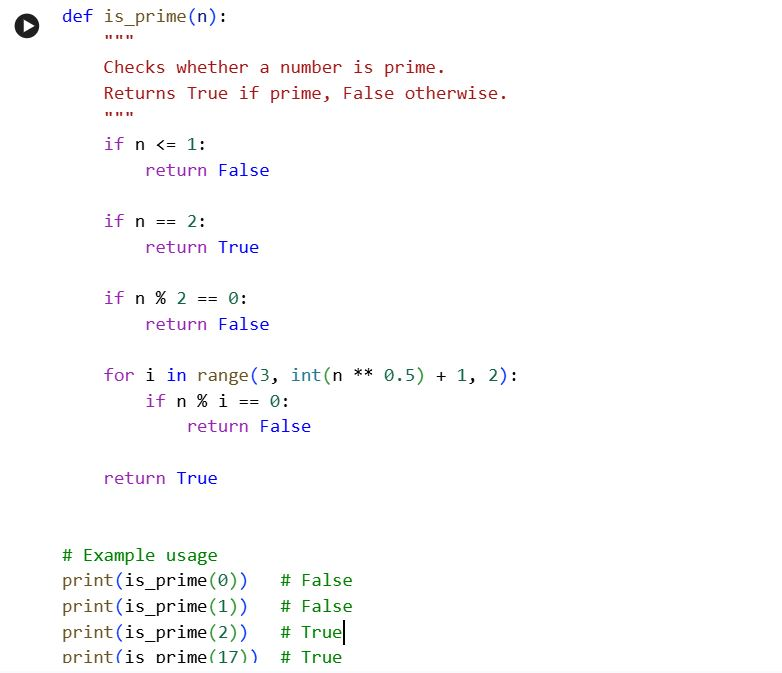 def is_prime(n):
    """
    Checks whether a number is prime.
    Returns True if prime, False otherwise.
    """
    if n <= 1:
        return False

    if n == 2:
        return True

    if n % 2 == 0:
        return False

    for i in range(3, int(n ** 0.5) + 1, 2):
        if n % i == 0:
            return False

    return True


# Example usage
print(is_prime(0))   # False
print(is_prime(1))   # False
print(is_prime(2))   # True
print(is_prime(17))  # True